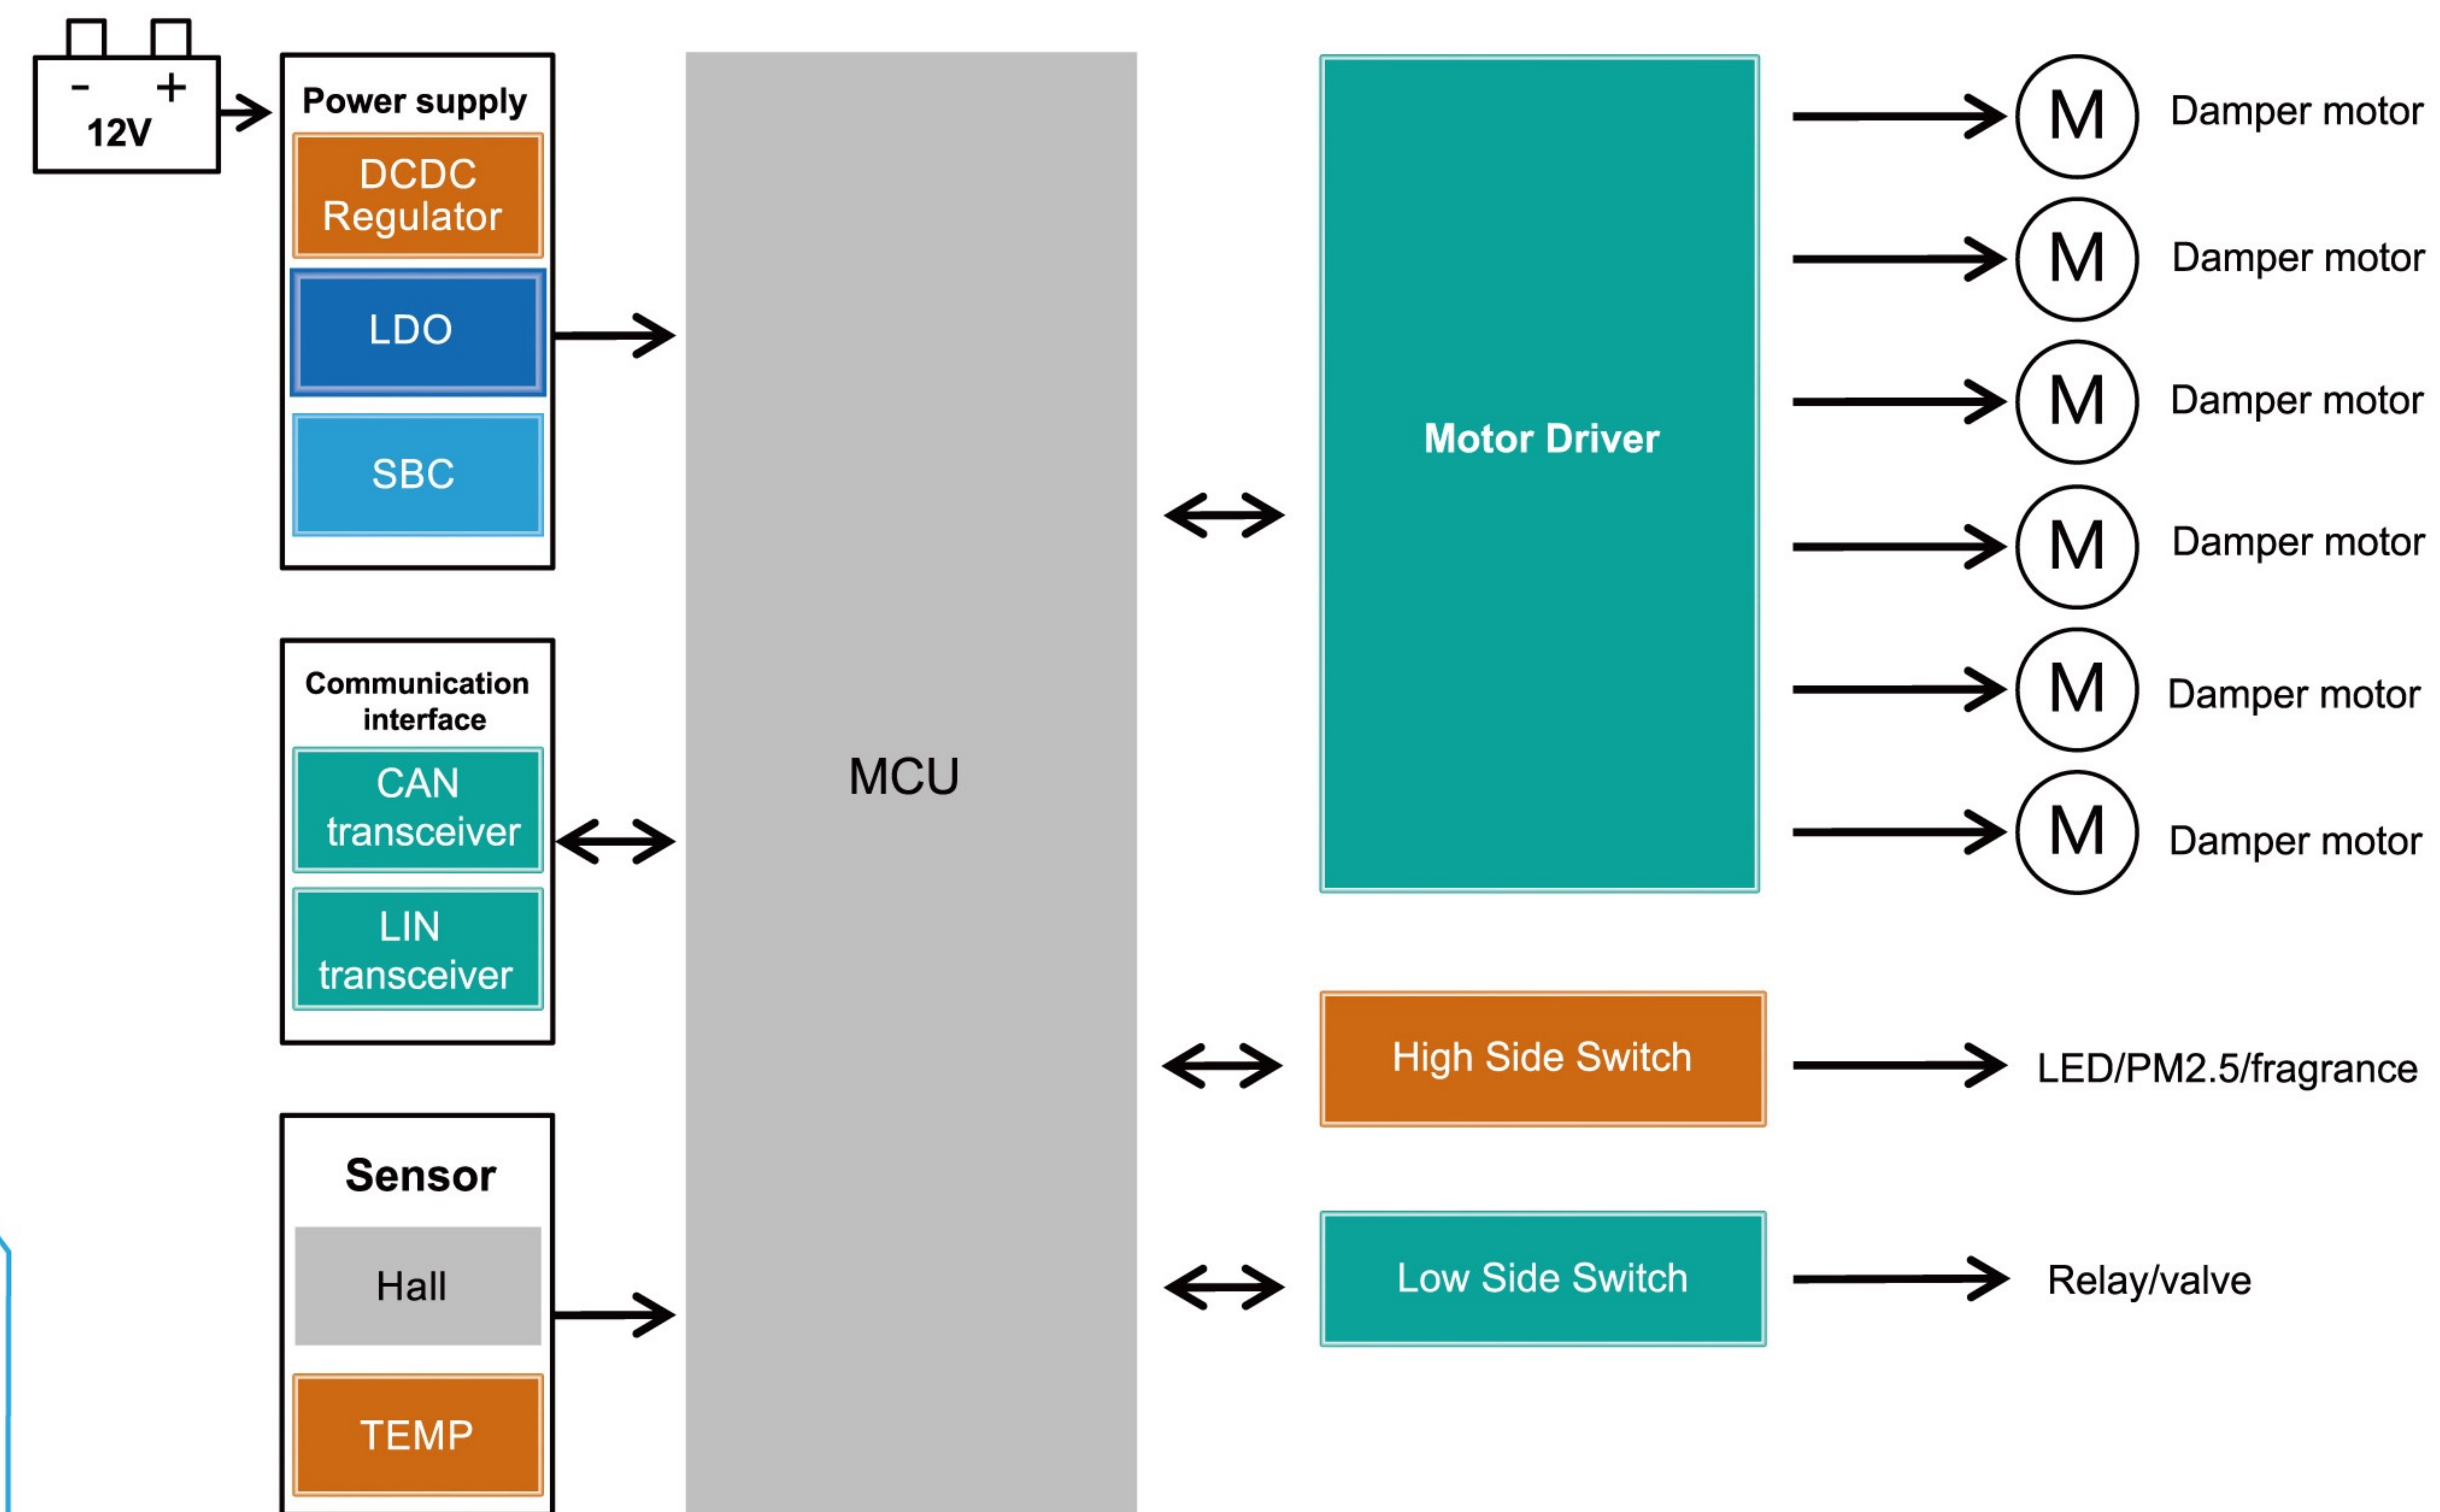 - +
12V
Power supply
DCDC
Regulator
LDO
SBC
Communication
interface
CAN
transceiver
LIN
transceiver
Sensor
Hall
TEMP
MCU
Motor Driver
High Side Switch
Low Side Switch
M Damper motor
M Damper motor
M Damper motor
M Damper motor
M Damper motor
M Damper motor
LED/PM2.5/fragrance
Relay/valve